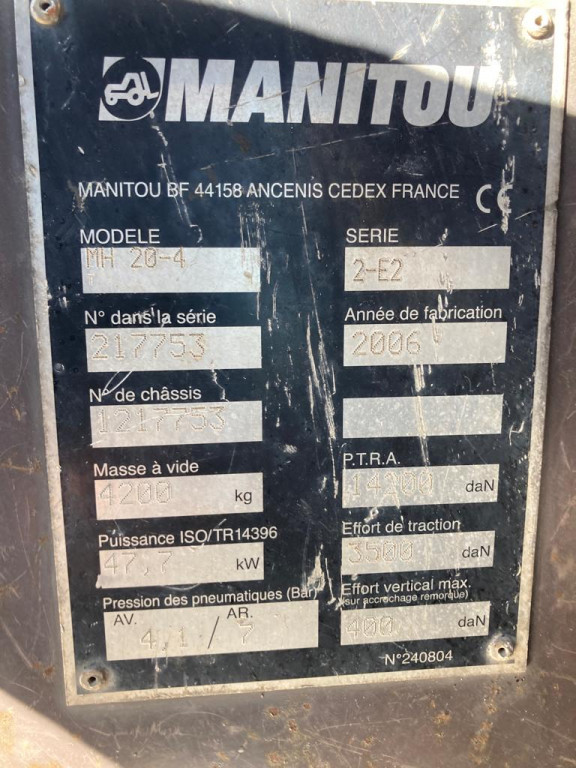 MANITOU
MANITOU BF 44158 ANCENIS CEDEX FRANCE CE
MODELE
MH 20-4
SERIE
2-E2
N° dans la série
217753
Année de fabrication
2006
N° de châssis
1217753
Masse à vide
4200 kg
P.T.R.A.
14200 daN
Puissance ISO/TR14396
47,7 kW
Effort de traction
3500 daN
Pression des pneumatiques (Bar)
AV. AR.
4,1 / 7
Effort vertical max.
(sur accrochage remorque)
400 daN
N°240804